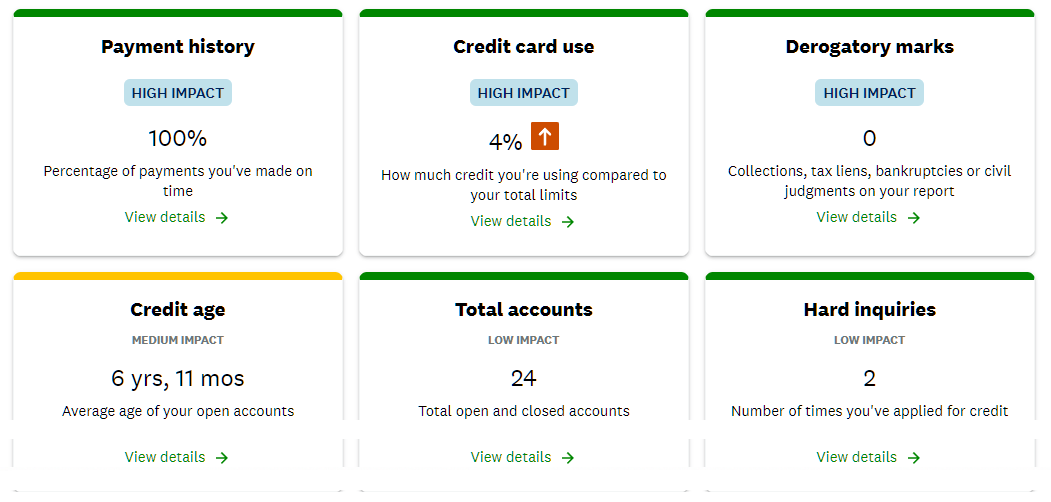 Payment history
HIGH IMPACT
100%
Percentage of payments you've made on
time
View details
Credit card use
HIGH IMPACT
4%
How much credit you're using compared to
your total limits
View details
Derogatory marks
HIGH IMPACT
0
Collections, tax liens, bankruptcies or civil
judgments on your report
View details
Credit age
MEDIUM IMPACT
6 yrs, 11 mos
Average age of your open accounts
View details
Total accounts
LOW IMPACT
24
Total open and closed accounts
View details
Hard inquiries
LOW IMPACT
2
Number of times you've applied for credit
View details